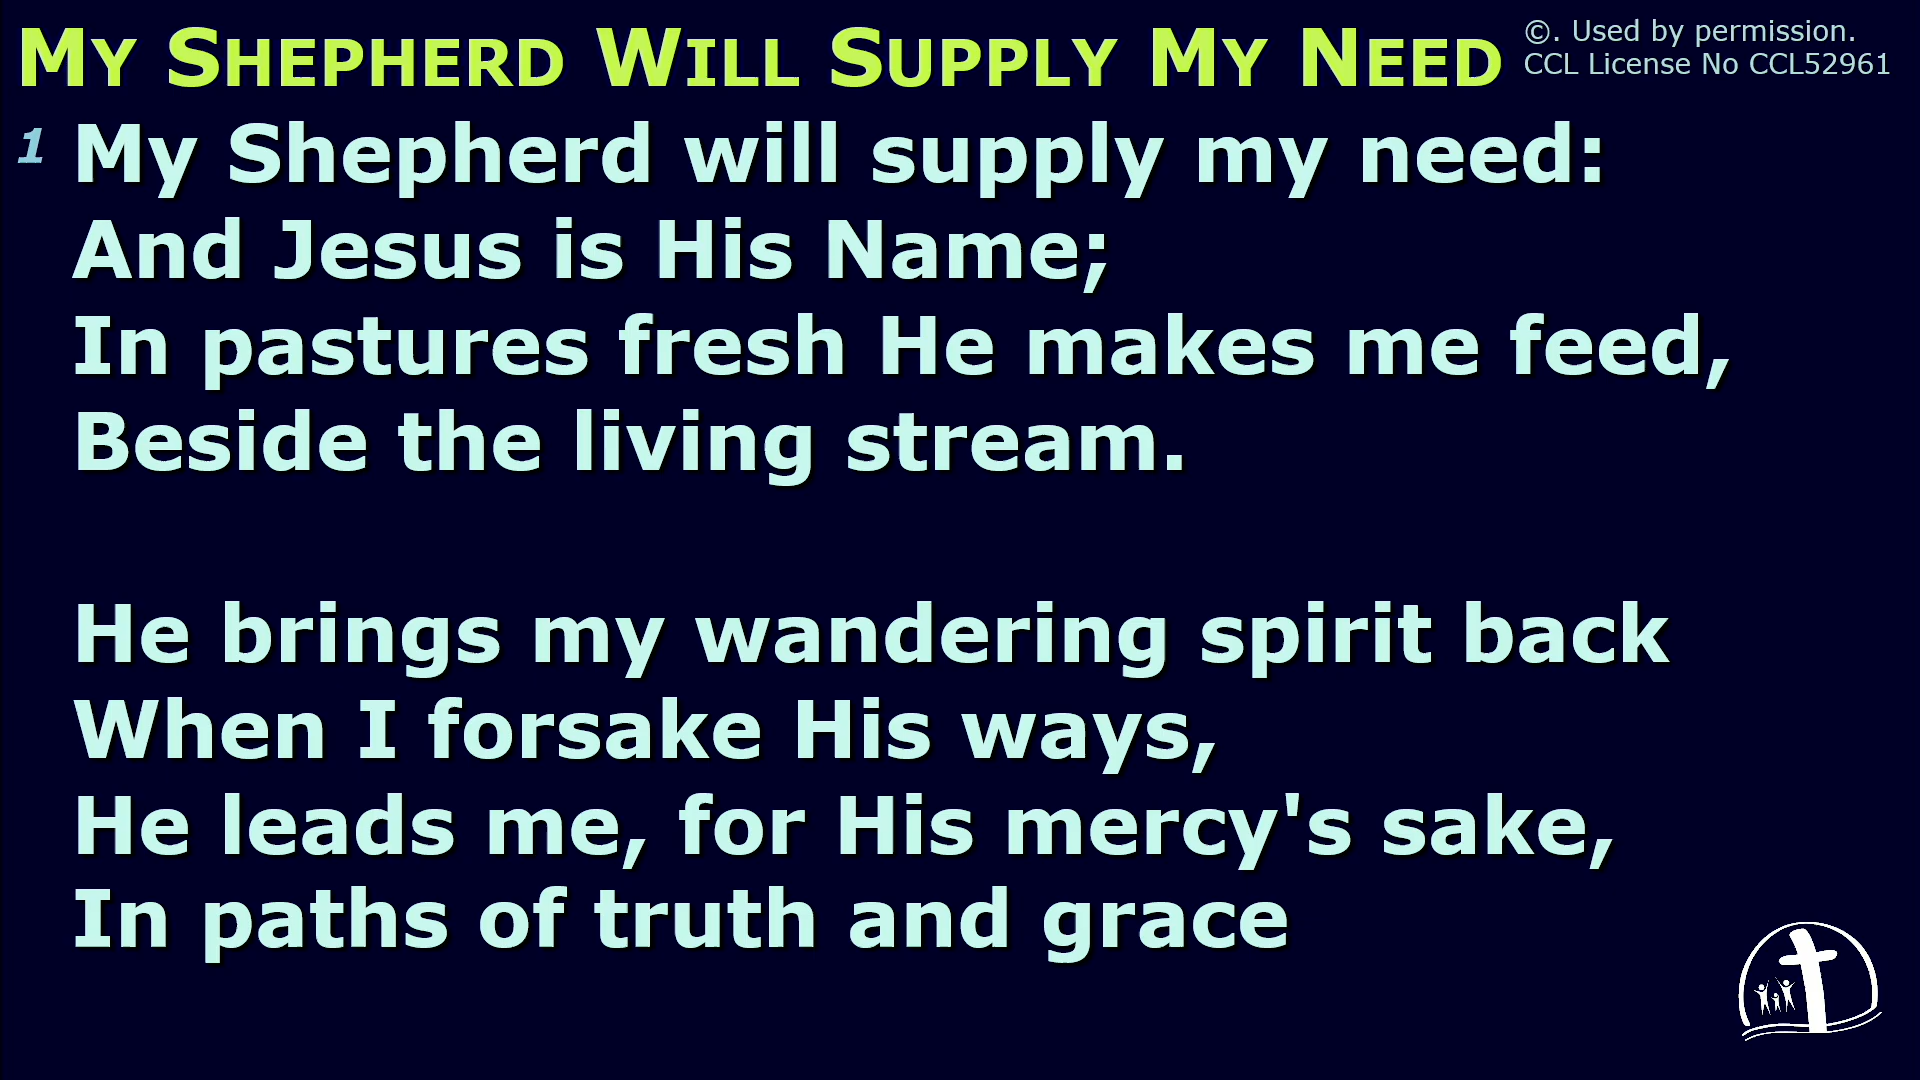 My Shepherd Will Supply My Need
©. Used by permission.
CCL License No CCL52961
1 My Shepherd will supply my need:
And Jesus is His Name;
In pastures fresh He makes me feed,
Beside the living stream.
He brings my wandering spirit back
When I forsake His ways,
He leads me, for His mercy's sake,
In paths of truth and grace